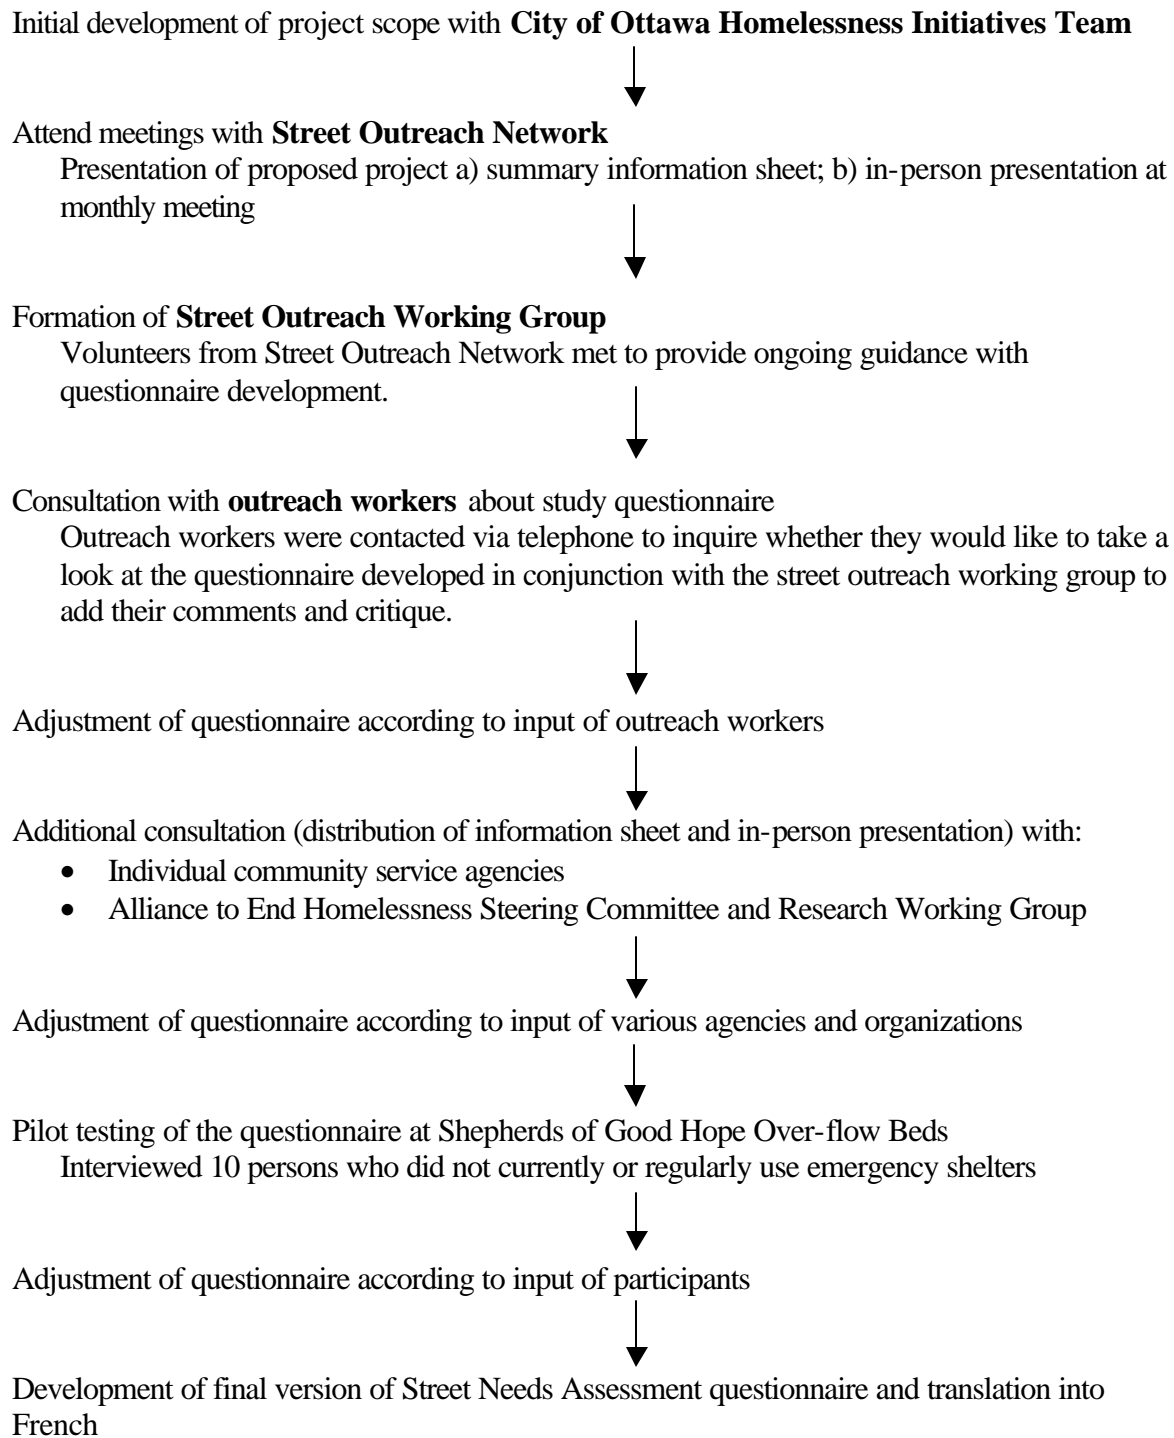 Initial development of project scope with City of Ottawa Homelessness Initiatives Team
Attend meetings with Street Outreach Network
Presentation of proposed project a) summary information sheet; b) in-person presentation at
monthly meeting
Formation of Street Outreach Working Group
Volunteers from Street Outreach Network met to provide ongoing guidance with
questionnaire development.
Consultation with outreach workers about study questionnaire
Outreach workers were contacted via telephone to inquire whether they would like to take a
look at the questionnaire developed in conjunction with the street outreach working group to
add their comments and critique.
Adjustment of questionnaire according to input of outreach workers
Additional consultation (distribution of information sheet and in-person presentation) with:
• Individual community service agencies
• Alliance to End Homelessness Steering Committee and Research Working Group
Adjustment of questionnaire according to input of various agencies and organizations
Pilot testing of the questionnaire at Shepherds of Good Hope Over-flow Beds
Interviewed 10 persons who did not currently or regularly use emergency shelters
Adjustment of questionnaire according to input of participants
Development of final version of Street Needs Assessment questionnaire and translation into
French